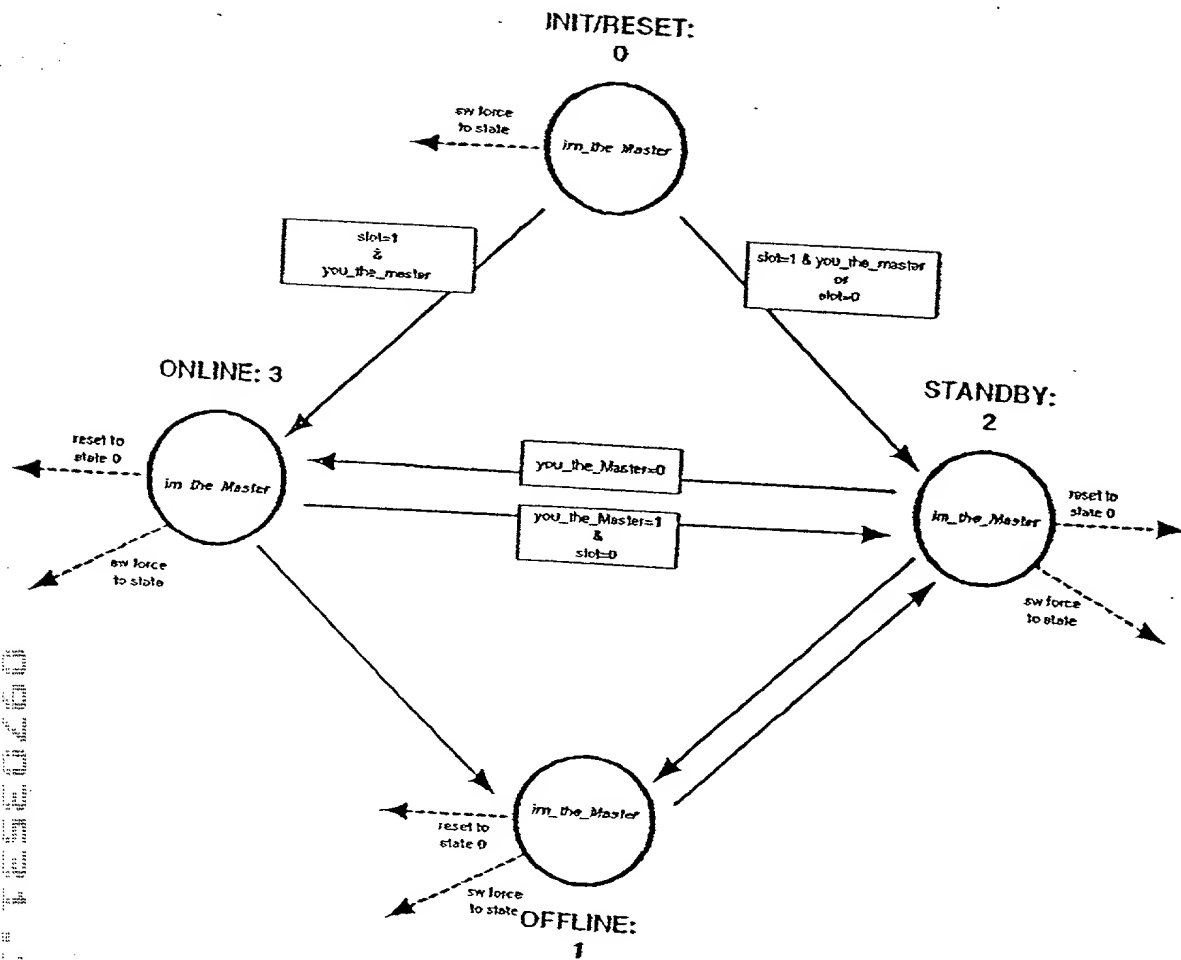 INIT/RESET:
0
sw force
to state
im_the Master
slot=1
&
you_the_master
slot=1 & you_the_master
or
slot=0
ONLINE: 3
STANDBY:
2
reset to
state 0
im the Master
you_the_Master=0
you_the_Master=1
&
slot=0
im_the_Master
reset to
state 0
sw force
to state
sw force
to state
im_the_Master
reset to
state 0
sw force
to state
OFFLINE:
1